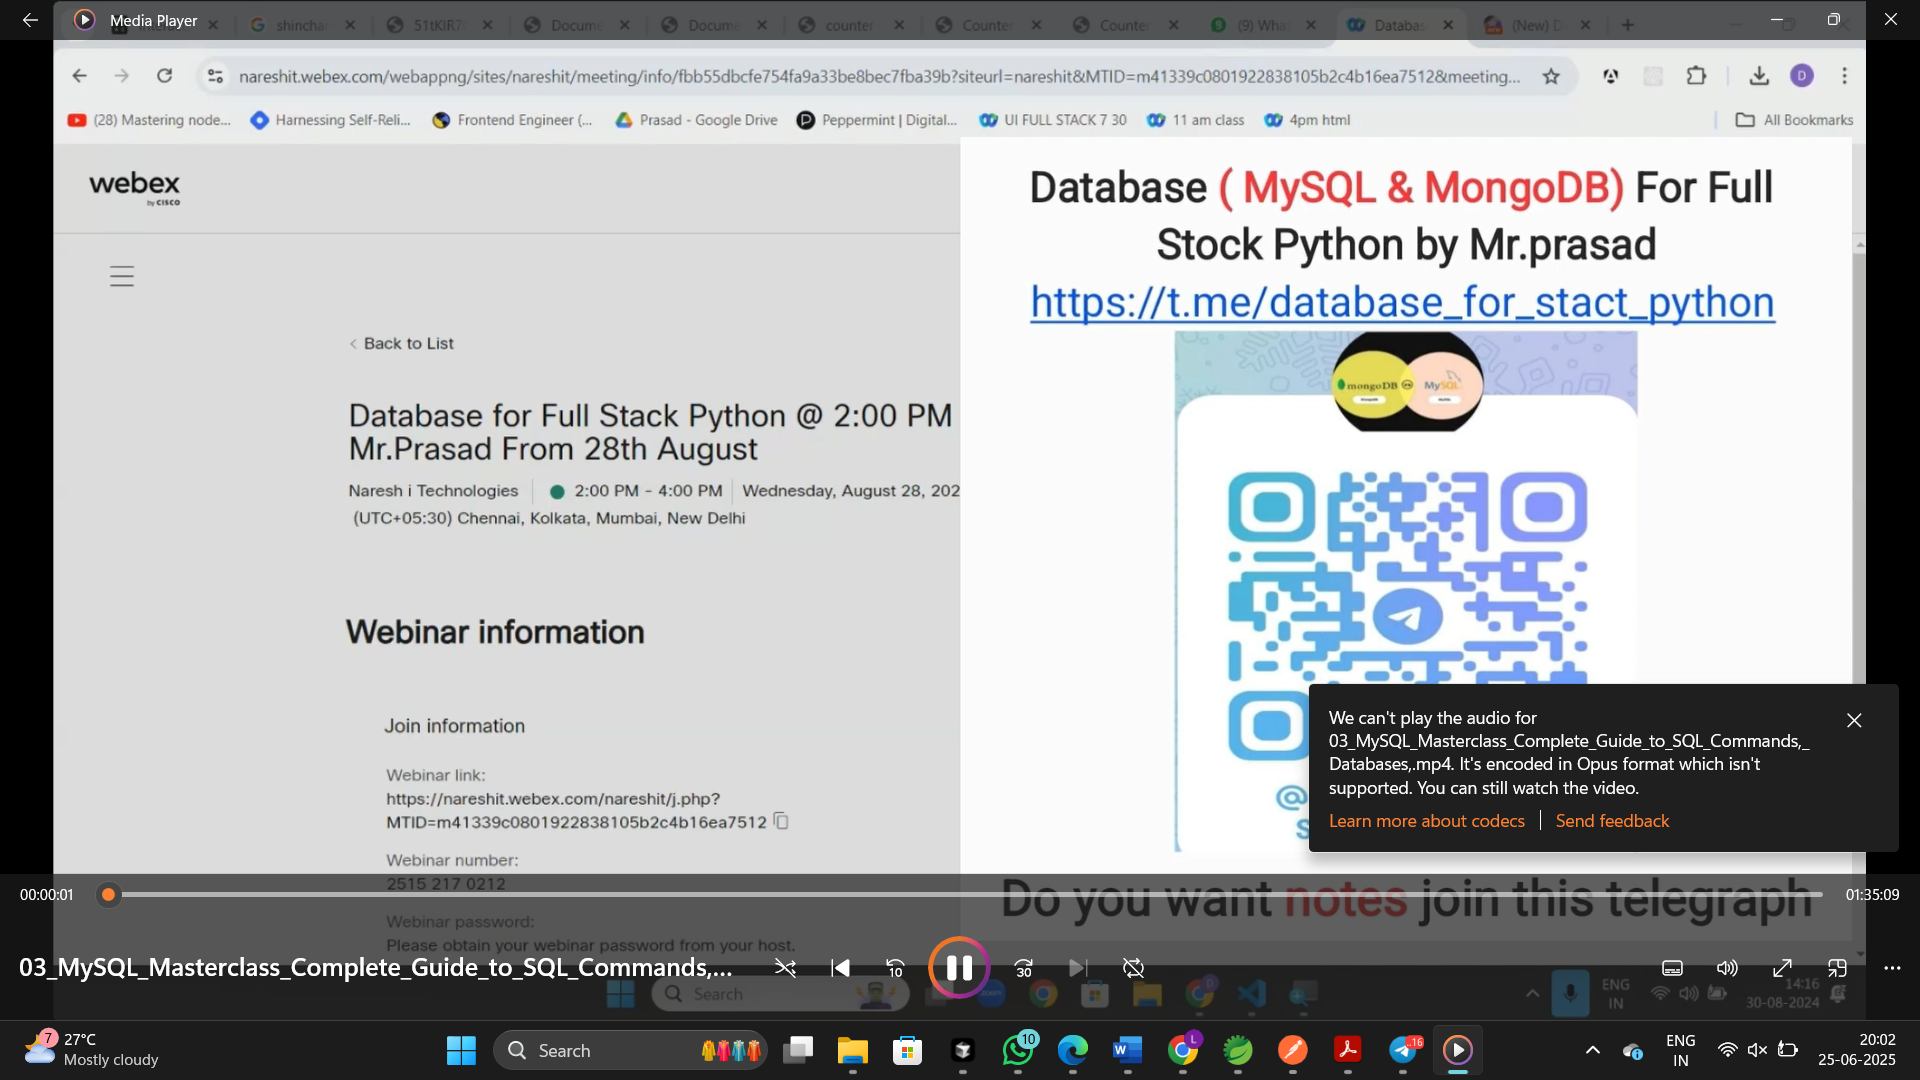 Media Player
shincha
51tKIR7
Docume
Docume
counter
Counte
Counte
(9) Wha
Databas
(New) D
nareshit.webex.com/webappng/sites/nareshit/meeting/info/fbb55dbcfe754fa9a33be8bec7fba39b?siteurl=nareshit&MTID=m41339c0801922838105b2c4b16ea7512&meeting...
D
(28) Mastering node...
Harnessing Self-Reli...
Frontend Engineer (...
Prasad - Google Drive
Peppermint | Digital...
UI FULL STACK 7 30
11 am class
4pm html
All Bookmarks
webex
by CISCO
Back to List
Database for Full Stack Python @ 2:00 PM
Mr.Prasad From 28th August
Naresh i Technologies
2:00 PM - 4:00 PM
Wednesday, August 28, 202
(UTC+05:30) Chennai, Kolkata, Mumbai, New Delhi
Webinar information
Join information
Webinar link:
https://nareshit.webex.com/nareshit/j.php?
MTID=m41339c0801922838105b2c4b16ea7512
Webinar number:
2515 217 0212
Webinar password:
Please obtain your webinar password from your host.
Database ( MySQL & MongoDB) For Full
Stock Python by Mr.prasad
https://t.me/database_for_stact_python
mongoDB
MySQL
@
S
Do you want notes join this telegraph
We can't play the audio for
03_MySQL_Masterclass_Complete_Guide_to_SQL_Commands,_
Databases,.mp4. It's encoded in Opus format which isn't
supported. You can still watch the video.
Learn more about codecs
Send feedback
00:00:01
01:35:09
03_MySQL_Masterclass_Complete_Guide_to_SQL_Commands,...
10
30
Search
ENG
IN
14:16
30-08-2024
7
27°C
Mostly cloudy
Search
10
L
16
ENG
IN
20:02
25-06-2025